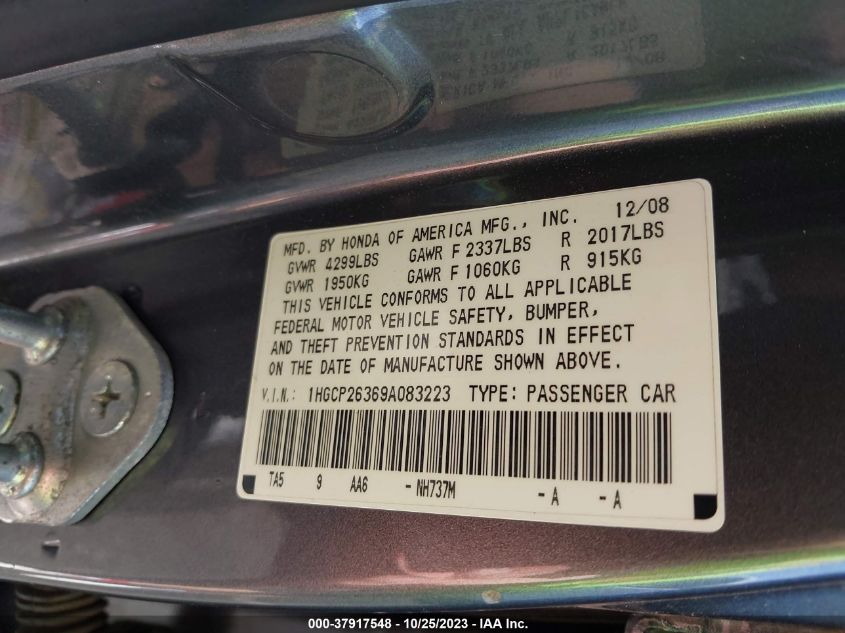 MFD. BY HONDA OF AMERICA MFG., INC. 12/08
GVWR 4299LBS GAWR F 2337LBS R 2017LBS
GVWR 1950KG GAWR F 1060KG R 915KG
THIS VEHICLE CONFORMS TO ALL APPLICABLE
FEDERAL MOTOR VEHICLE SAFETY, BUMPER,
AND THEFT PREVENTION STANDARDS IN EFFECT
ON THE DATE OF MANUFACTURE SHOWN ABOVE.
V.I.N.: 1HGCP26369A083223 TYPE: PASSENGER CAR
TA5 9 AA6 - NH737M - A - A
000-37917548 - 10/25/2023 - IAA Inc.